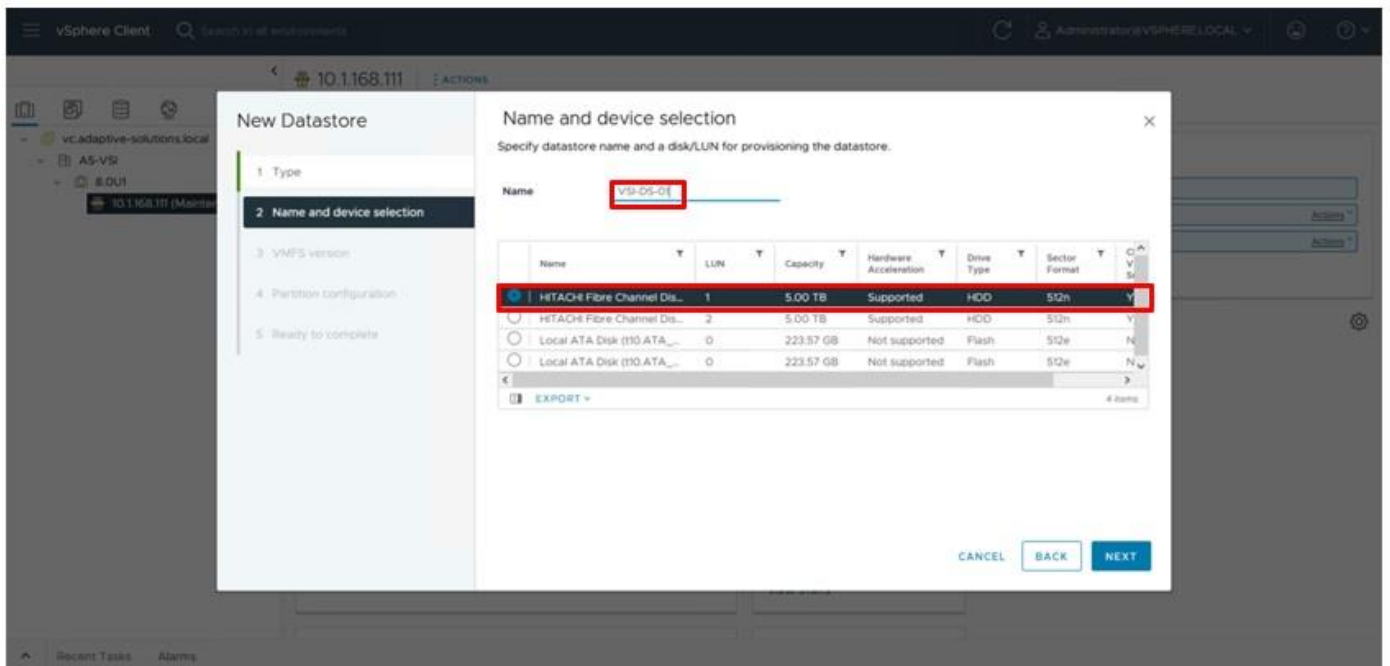 vSphere Client Search in all environments Administrator@VSPHERE.LOCAL
10.1.168.111 ACTIONS
vc.adaptive-solutions.local
AS-VSI
8.0U1
10.1.168.111 (Mainten
Actions
Actions
New Datastore
1 Type
2 Name and device selection
3 VMFS version
4 Partition configuration
5 Ready to complete
Name and device selection
Specify datastore name and a disk/LUN for provisioning the datastore.
Name VSI-DS-01
Name LUN Capacity Hardware Acceleration Drive Type Sector Format
HITACHI Fibre Channel Dis... 1 5.00 TB Supported HDD 512n Y
HITACHI Fibre Channel Dis... 2 5.00 TB Supported HDD 512n Y
Local ATA Disk (t10.ATA_... 0 223.57 GB Not supported Flash 512e N
Local ATA Disk (t10.ATA_... 0 223.57 GB Not supported Flash 512e N
EXPORT 4 items
CANCEL BACK NEXT
Recent Tasks Alarms